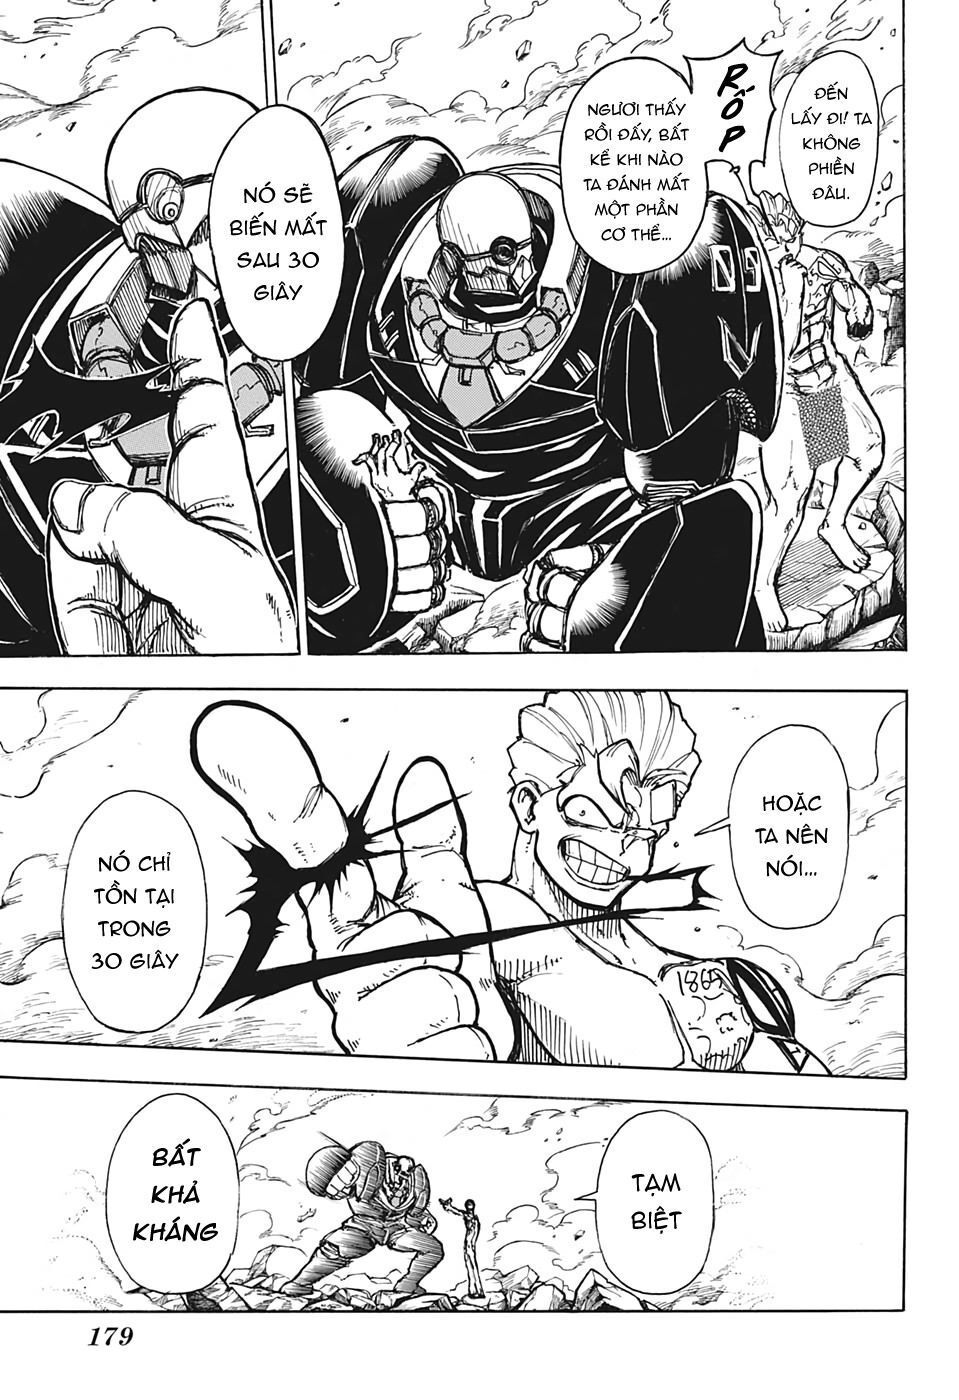 ĐẾN
LẤY ĐI! TA
KHÔNG
PHIỀN
ĐÂU.
RỐP
NGƯƠI THẤY
RỒI ĐẤY, BẤT
KỂ KHI NÀO
TA ĐÁNH MẤT
MỘT PHẦN
CƠ THỂ...
09
NÓ SẼ
BIẾN MẤT
SAU 30
GIÂY
HOẶC
TA NÊN
NÓI...
NÓ CHỈ
TỒN TẠI
TRONG
30 GIÂY
1865
TẠM
BIỆT
BẤT
KHẢ
KHÁNG
179